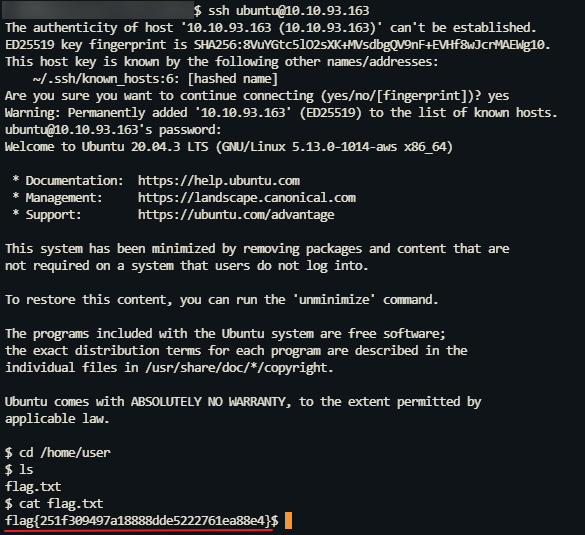 $ ssh ubuntu@10.10.93.163
The authenticity of host '10.10.93.163 (10.10.93.163)' can't be established.
ED25519 key fingerprint is SHA256:8VuYGtc5lO2sXK+MVsdbgQV9nF+EVHf8wJcrMAEWg10.
This host key is known by the following other names/addresses:
    ~/.ssh/known_hosts:6: [hashed name]
Are you sure you want to continue connecting (yes/no/[fingerprint])? yes
Warning: Permanently added '10.10.93.163' (ED25519) to the list of known hosts.
ubuntu@10.10.93.163's password:
Welcome to Ubuntu 20.04.3 LTS (GNU/Linux 5.13.0-1014-aws x86_64)

 * Documentation:  https://help.ubuntu.com
 * Management:     https://landscape.canonical.com
 * Support:        https://ubuntu.com/advantage

This system has been minimized by removing packages and content that are
not required on a system that users do not log into.

To restore this content, you can run the 'unminimize' command.

The programs included with the Ubuntu system are free software;
the exact distribution terms for each program are described in the
individual files in /usr/share/doc/*/copyright.

Ubuntu comes with ABSOLUTELY NO WARRANTY, to the extent permitted by
applicable law.

$ cd /home/user
$ ls
flag.txt
$ cat flag.txt
flag{251f309497a18888dde5222761ea88e4}$